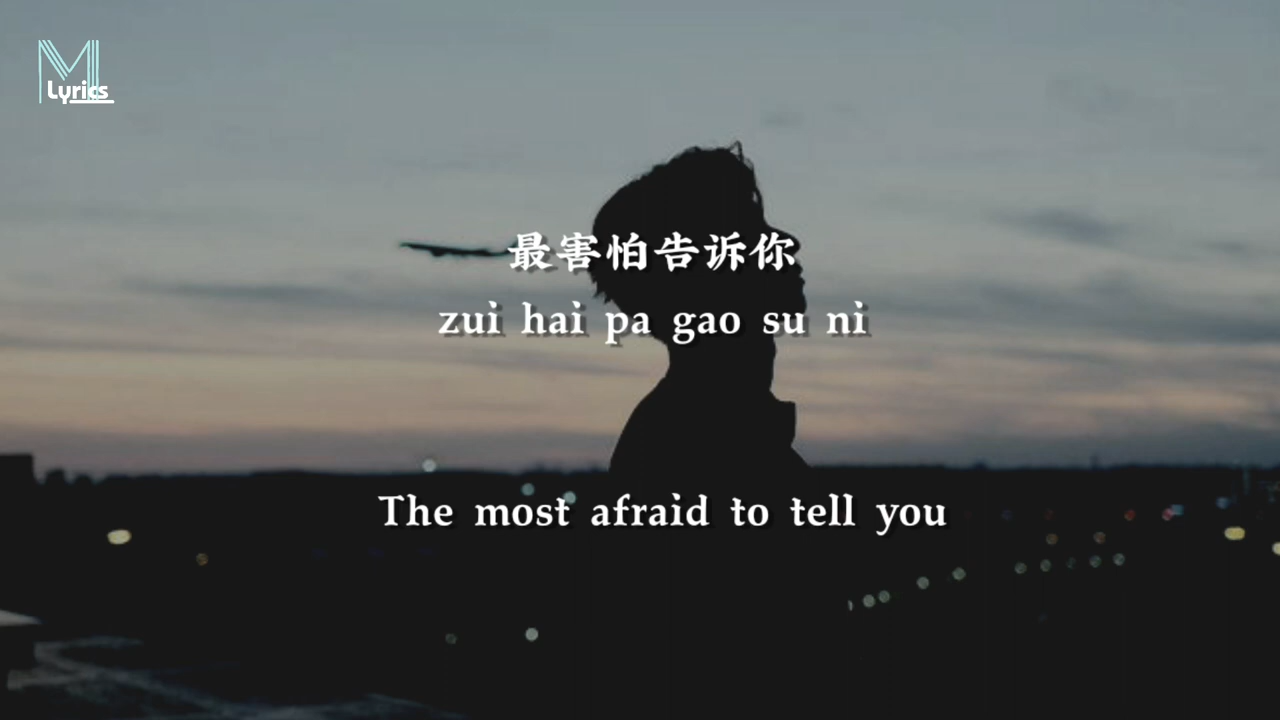 M
Lyrics
最害怕告诉你
zui hai pa gao su ni
The most afraid to tell you